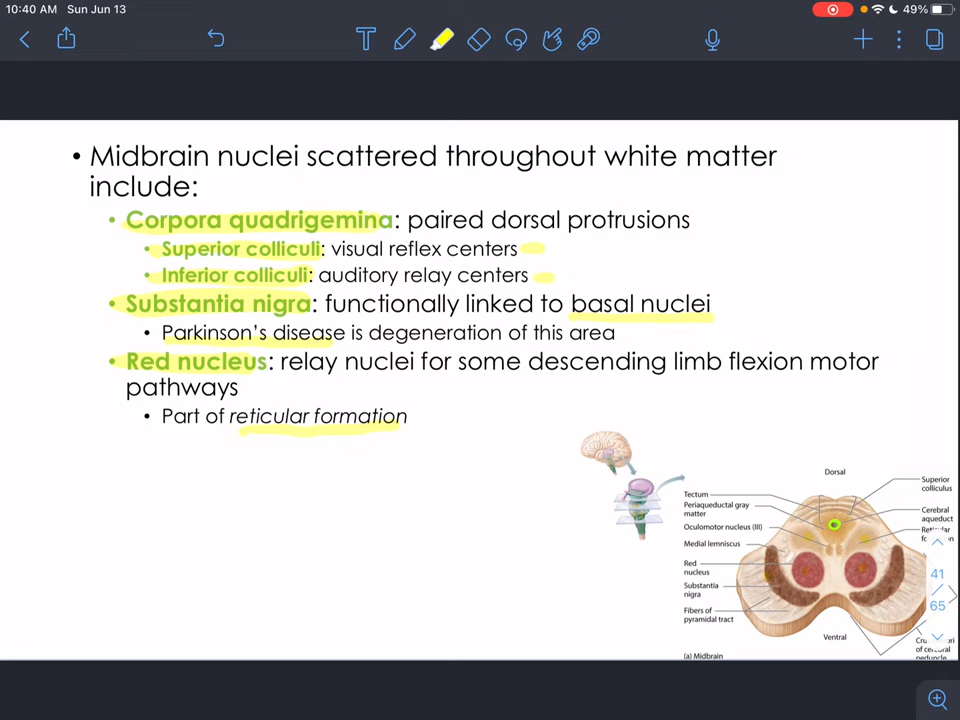 10:40 AM Sun Jun 13
49%
• Midbrain nuclei scattered throughout white matter
include:
• Corpora quadrigemina: paired dorsal protrusions
• Superior colliculi: visual reflex centers
• Inferior colliculi: auditory relay centers
• Substantia nigra: functionally linked to basal nuclei
• Parkinson's disease is degeneration of this area
• Red nucleus: relay nuclei for some descending limb flexion motor
pathways
• Part of reticular formation
Dorsal
Tectum
Periaqueductal gray
matter
Oculomotor nucleus (III)
Medial lemniscus
Red
nucleus
Substantia
nigra
Fibers of
pyramidal tract
Superior
colliculus
Cerebral
aqueduct
Ventral
of cerebral
peduncle
(a) Midbrain
41
65